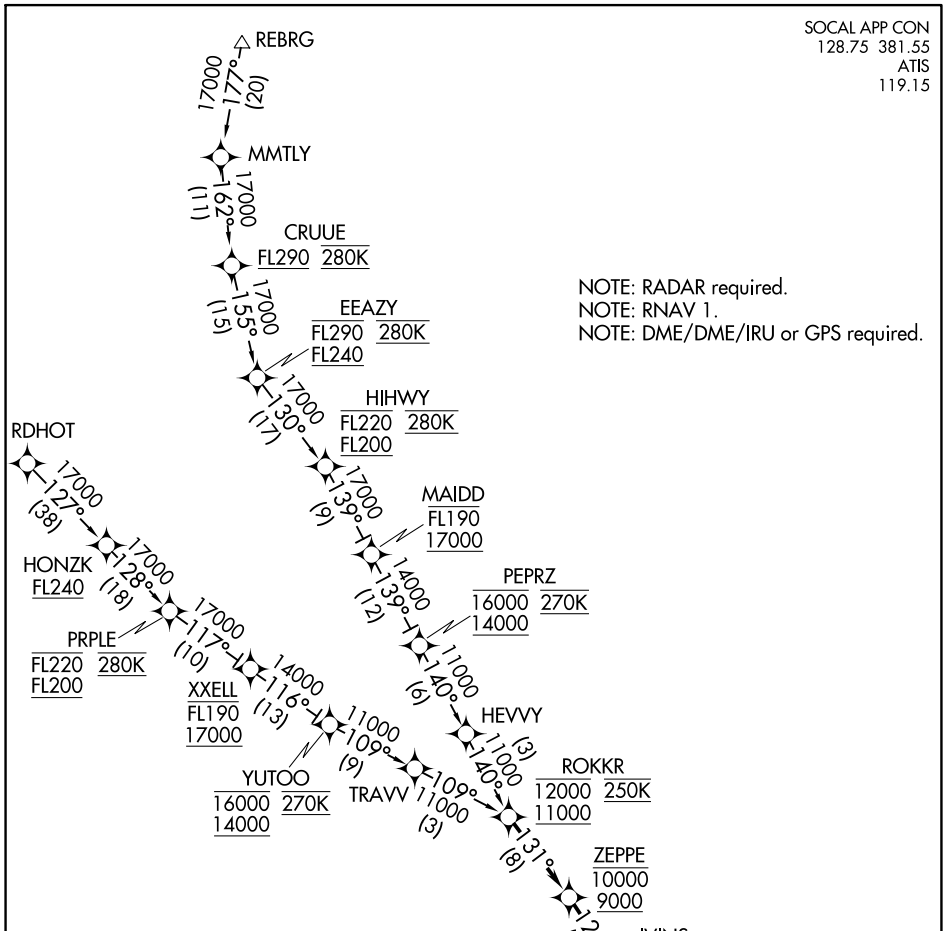 SOCAL APP CON
128.75 381.55
ATIS
119.15
REBRG
17000
177°
(20)
MMTLY
17000
162°
(11)
CRUUE
FL290 280K
17000
155°
(15)
EEAZY
FL290 280K
FL240
NOTE: RADAR required.
NOTE: RNAV 1.
NOTE: DME/DME/IRU or GPS required.
17000
130°
(17)
HIHWY
FL220 280K
FL200
RDHOT
17000
127°
(38)
17000
139°
(9)
MAIDD
FL190
17000
HONZK
FL240
17000
128°
(18)
14000
139°
(12)
PEPRZ
16000 270K
14000
PRPLE
FL220 280K
FL200
17000
117°
(10)
11000
140°
(6)
XXELL
FL190
17000
14000
116°
(13)
HEVVY
(3)
11000
140°
YUTOO
16000 270K
14000
11000
109°
(9)
TRAVV
109°
11000
(3)
ROKKR
12000 250K
11000
131°
(8)
ZEPPE
10000
9000